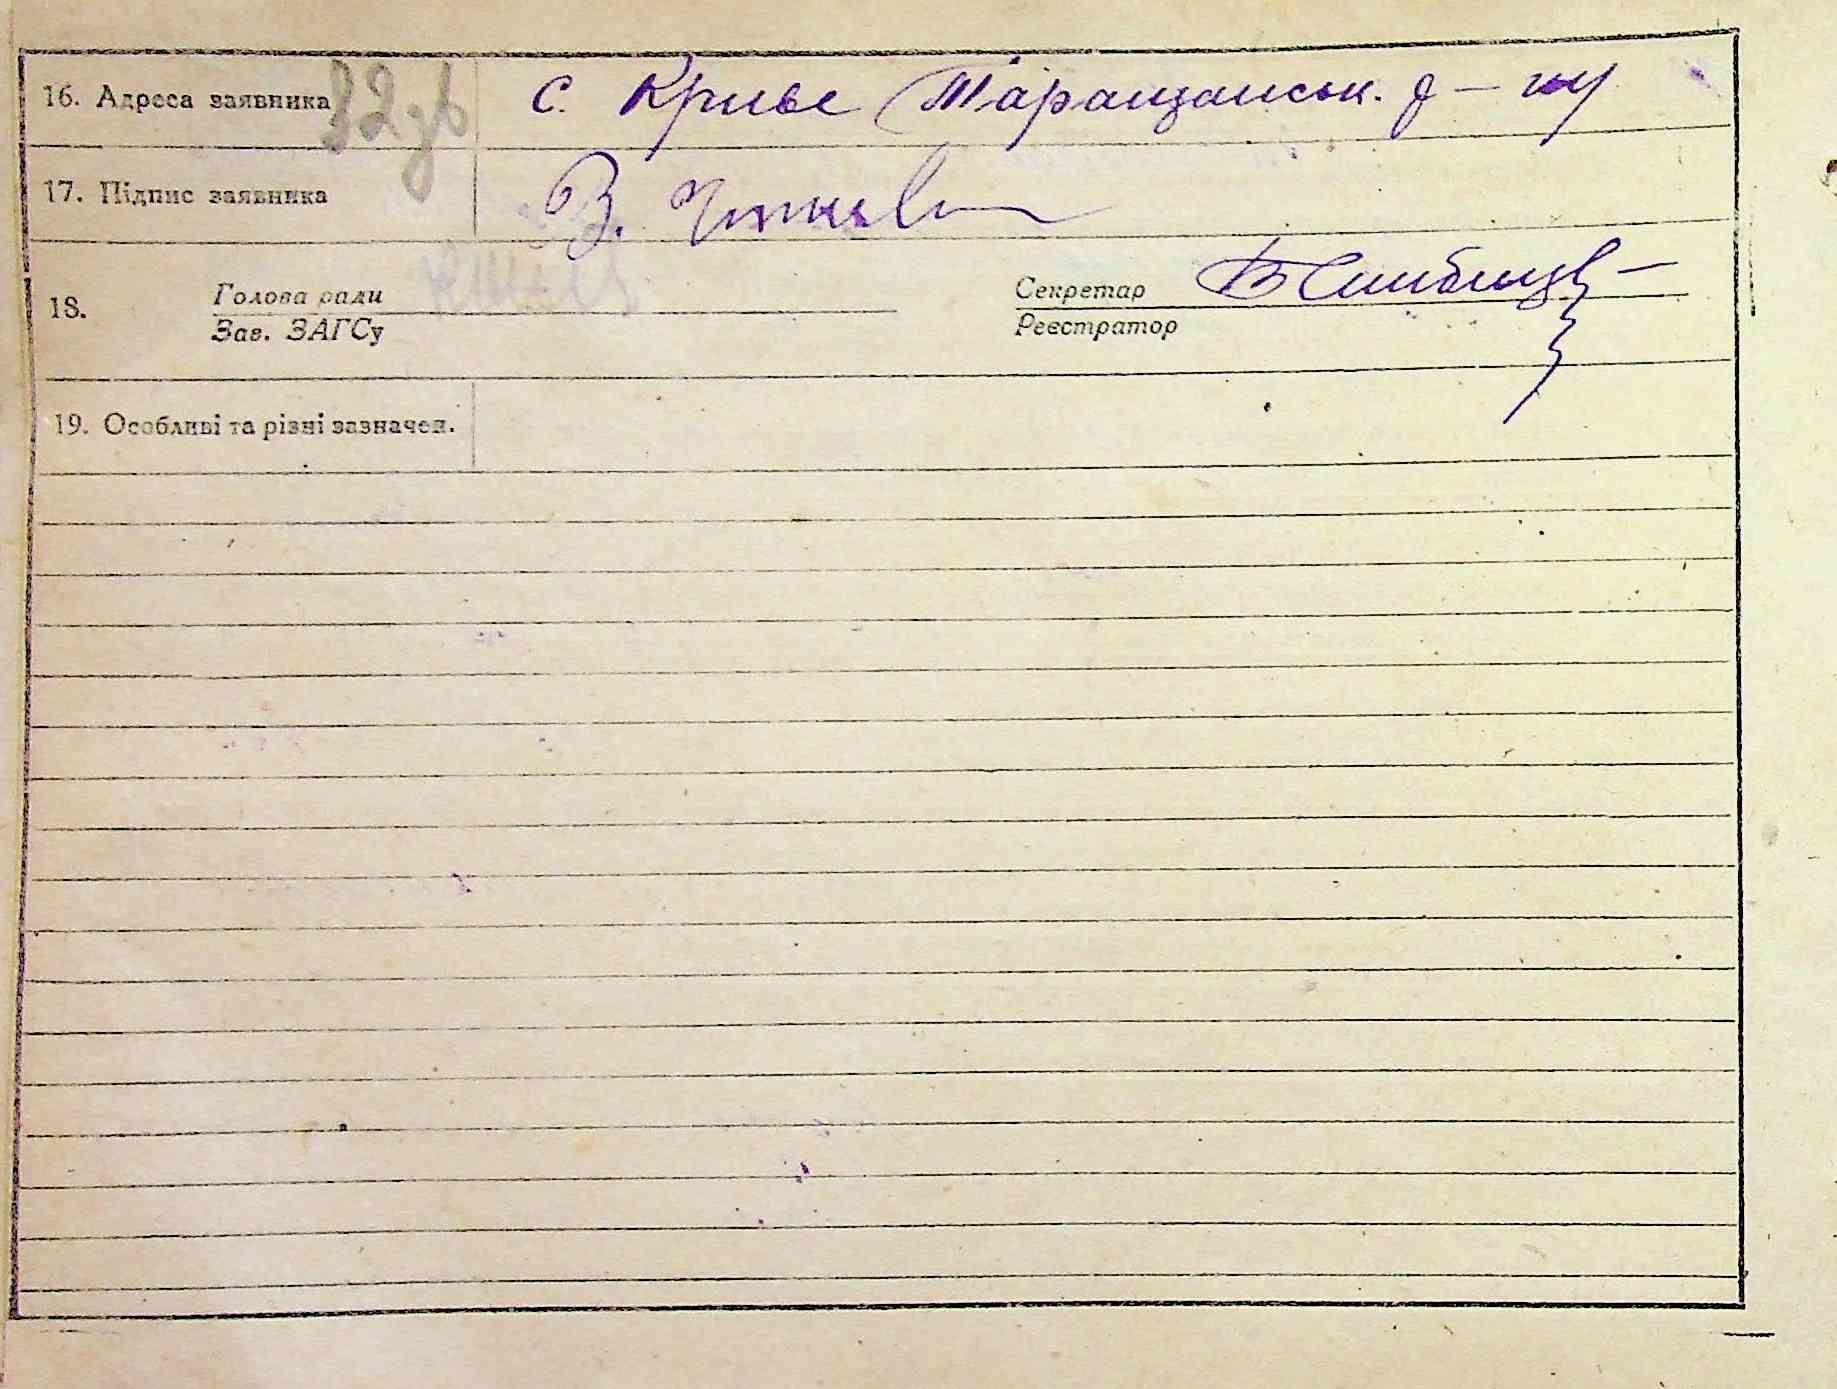 16. Адреса заявника с. Криве Таращанськ. р-ну
17. Підпис заявника В.
18. Голова ради Секретар
Зав. ЗАГСу Реєстратор
19. Особливі та різні зазначен.